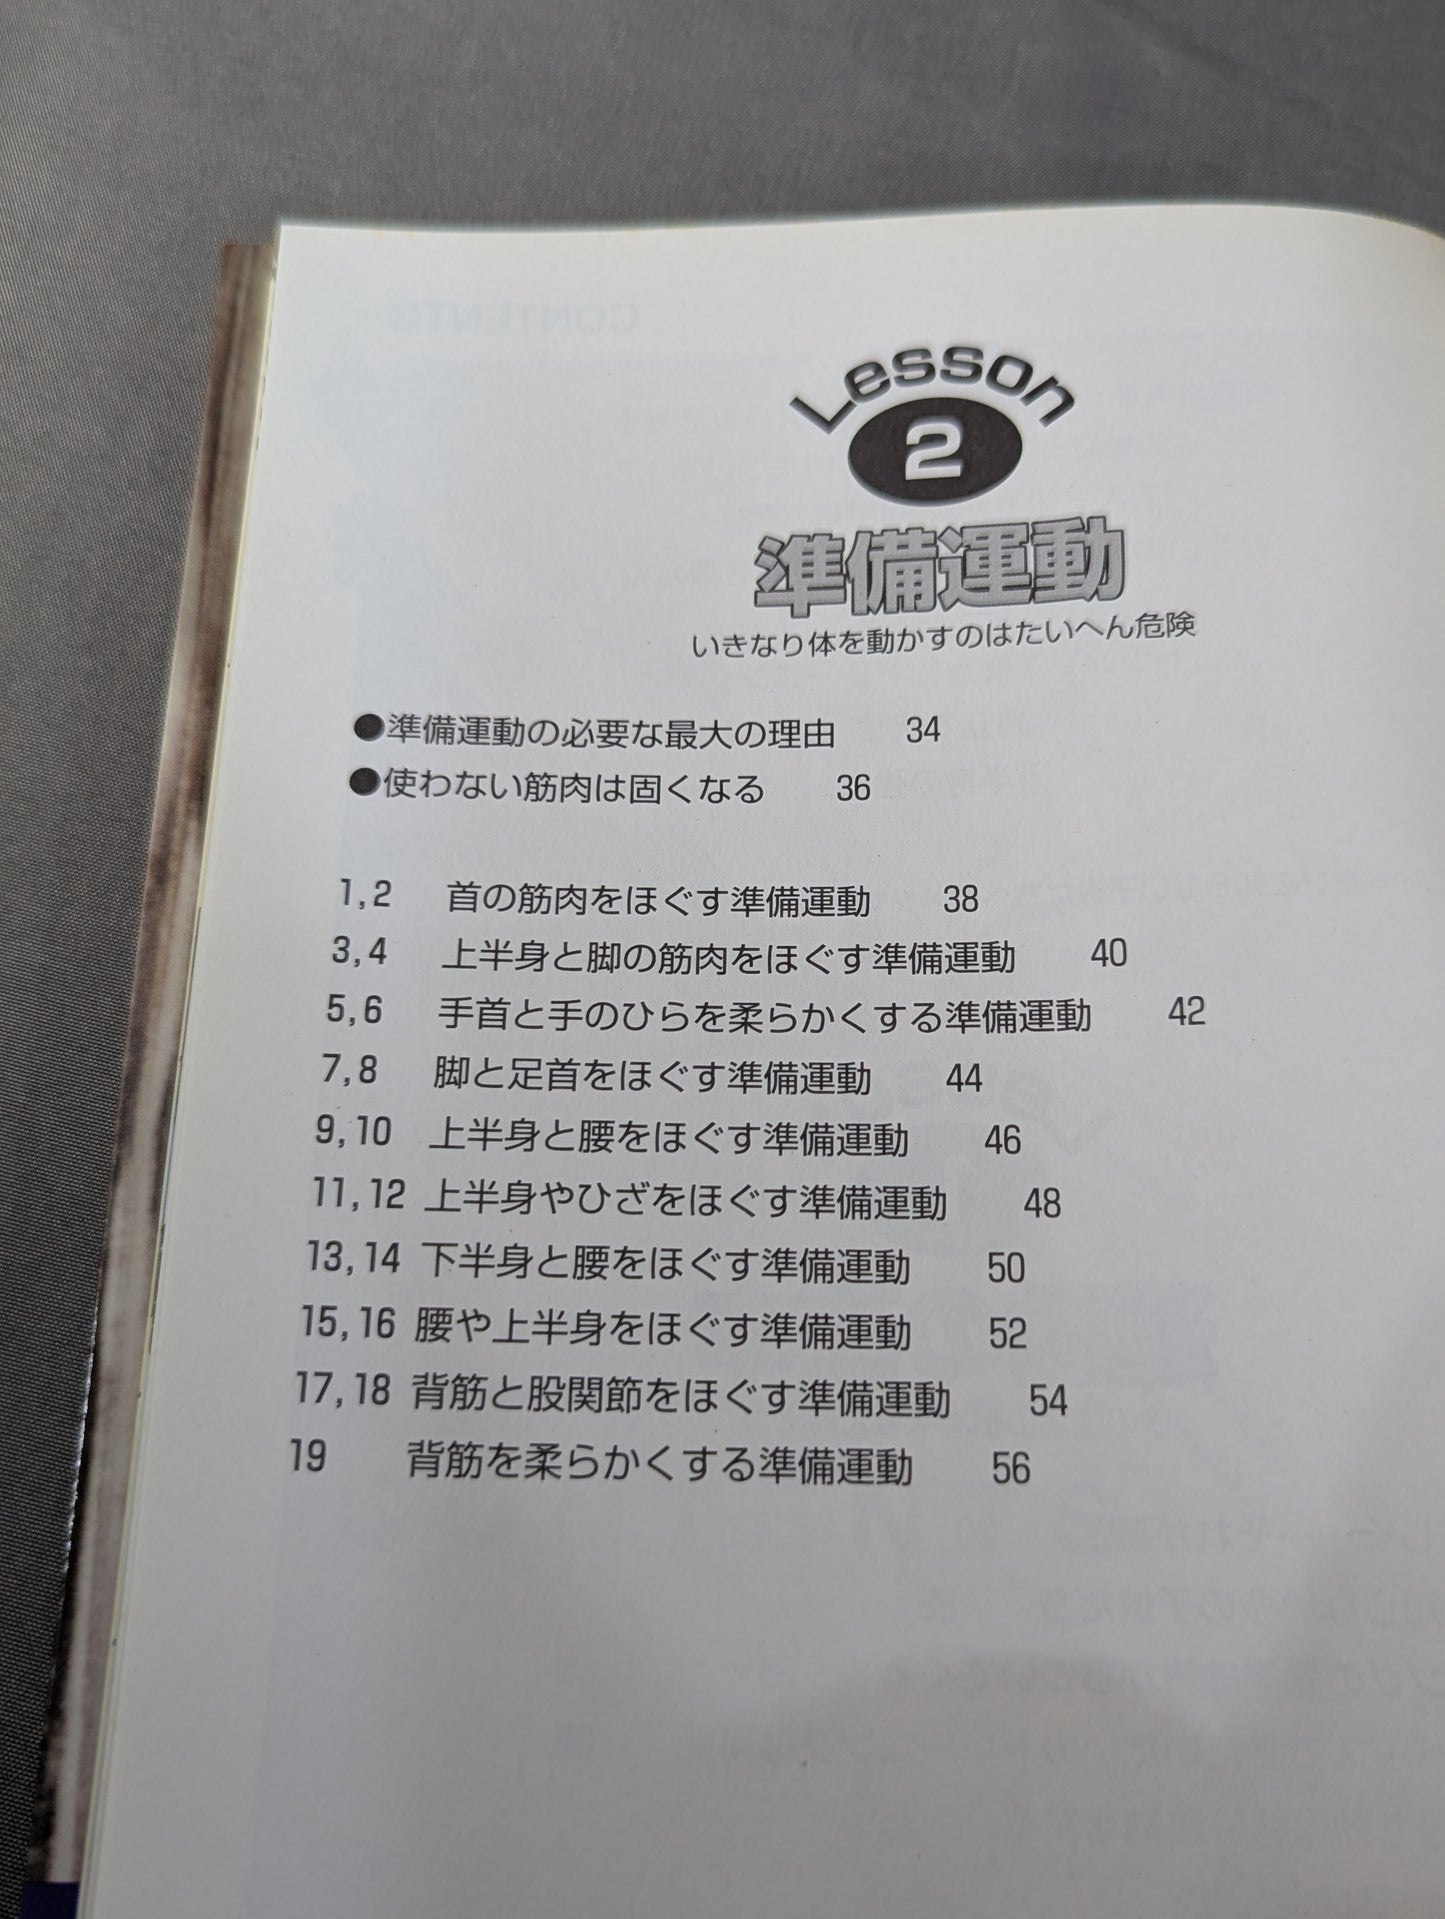 Lesson
2
準備運動
いきなり体を動かすのはたいへん危険
●準備運動の必要な最大の理由 34
●使わない筋肉は固くなる 36
1,2 首の筋肉をほぐす準備運動 38
3,4 上半身と脚の筋肉をほぐす準備運動 40
5,6 手首と手のひらを柔らかくする準備運動 42
7,8 脚と足首をほぐす準備運動 44
9,10 上半身と腰をほぐす準備運動 46
11,12 上半身やひざをほぐす準備運動 48
13,14 下半身と腰をほぐす準備運動 50
15,16 腰や上半身をほぐす準備運動 52
17,18 背筋と股関節をほぐす準備運動 54
19 背筋を柔らかくする準備運動 56